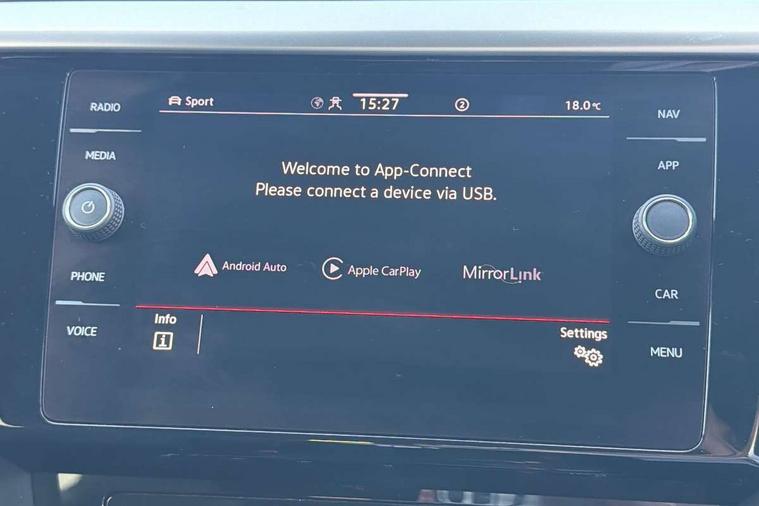 RADIO
MEDIA
PHONE
VOICE
Sport 15:27 2 18.0°C
Welcome to App-Connect
Please connect a device via USB.
Android Auto Apple CarPlay MirrorLink
Info Settings
i
NAV
APP
CAR
MENU